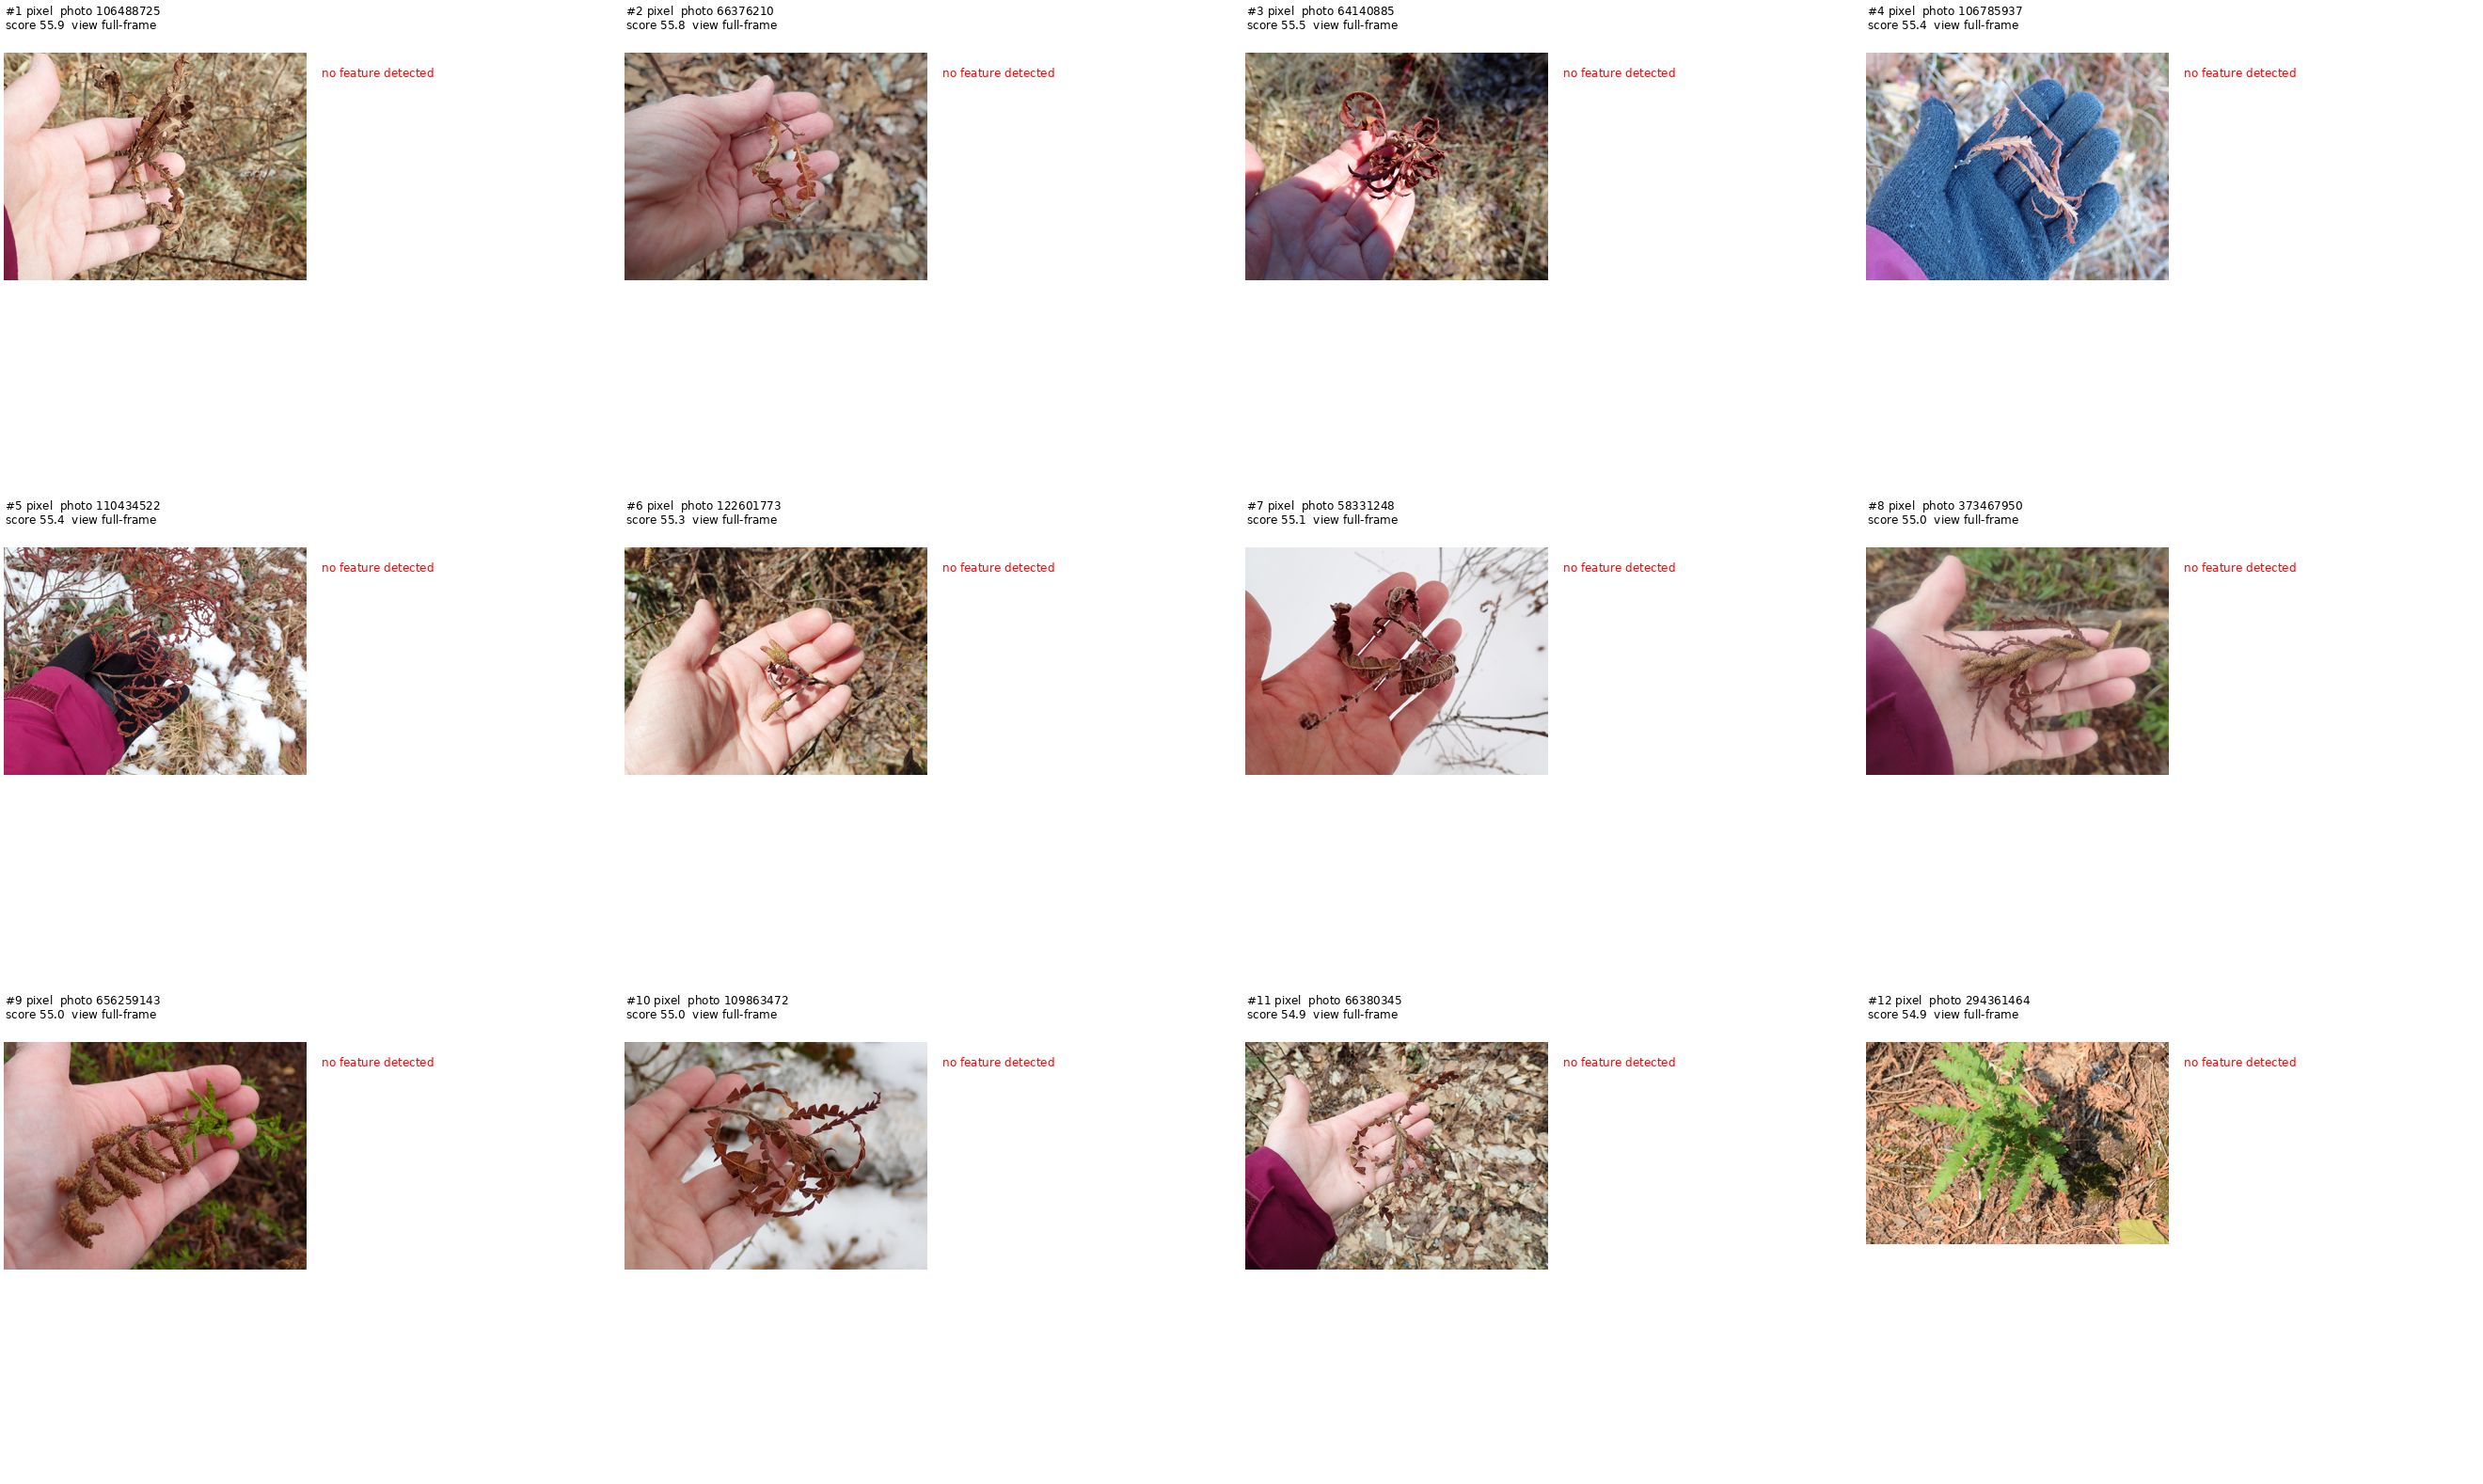 #1 pixel  photo 106488725
score 55.9  view full-frame
no feature detected
#2 pixel  photo 66376210
score 55.8  view full-frame
no feature detected
#3 pixel  photo 64140885
score 55.5  view full-frame
no feature detected
#4 pixel  photo 106785937
score 55.4  view full-frame
no feature detected
#5 pixel  photo 110434522
score 55.4  view full-frame
no feature detected
#6 pixel  photo 122601773
score 55.3  view full-frame
no feature detected
#7 pixel  photo 58331248
score 55.1  view full-frame
no feature detected
#8 pixel  photo 373467950
score 55.0  view full-frame
no feature detected
#9 pixel  photo 656259143
score 55.0  view full-frame
no feature detected
#10 pixel  photo 109863472
score 55.0  view full-frame
no feature detected
#11 pixel  photo 66380345
score 54.9  view full-frame
no feature detected
#12 pixel  photo 294361464
score 54.9  view full-frame
no feature detected